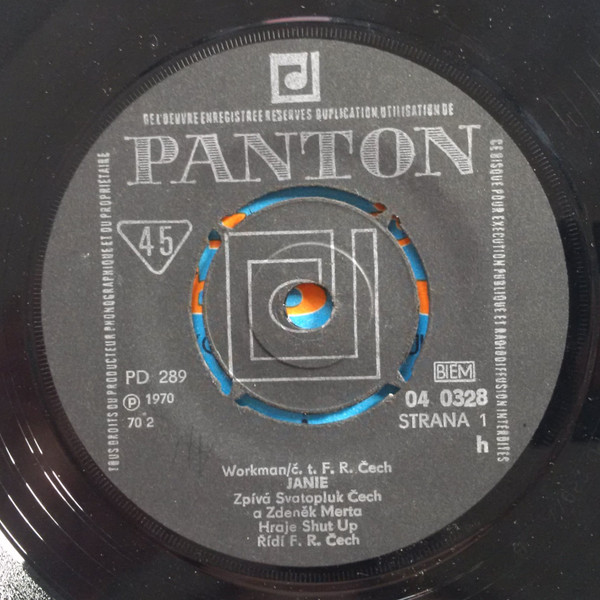 DE L'OEUVRE ENREGISTREE RESERVES DUPLICATION, UTILISATION DE
PANTON
TOUS DROITS DU PRODUCTEUR PHONOGRAPHIQUE ET DU PROPRIETAIRE
CE DISQUE POUR EXECUTION PUBLIQUE ET RADIODIFFUSION INTERDITES
45
PD 289
BIEM
℗ 1970
04 0328
70 2
STRANA 1
h
Workman/č. t. F. R. Čech
JANIE
Zpívá Svatopluk Čech
a Zdeněk Merta
Hraje Shut Up
Řídí F. R. Čech